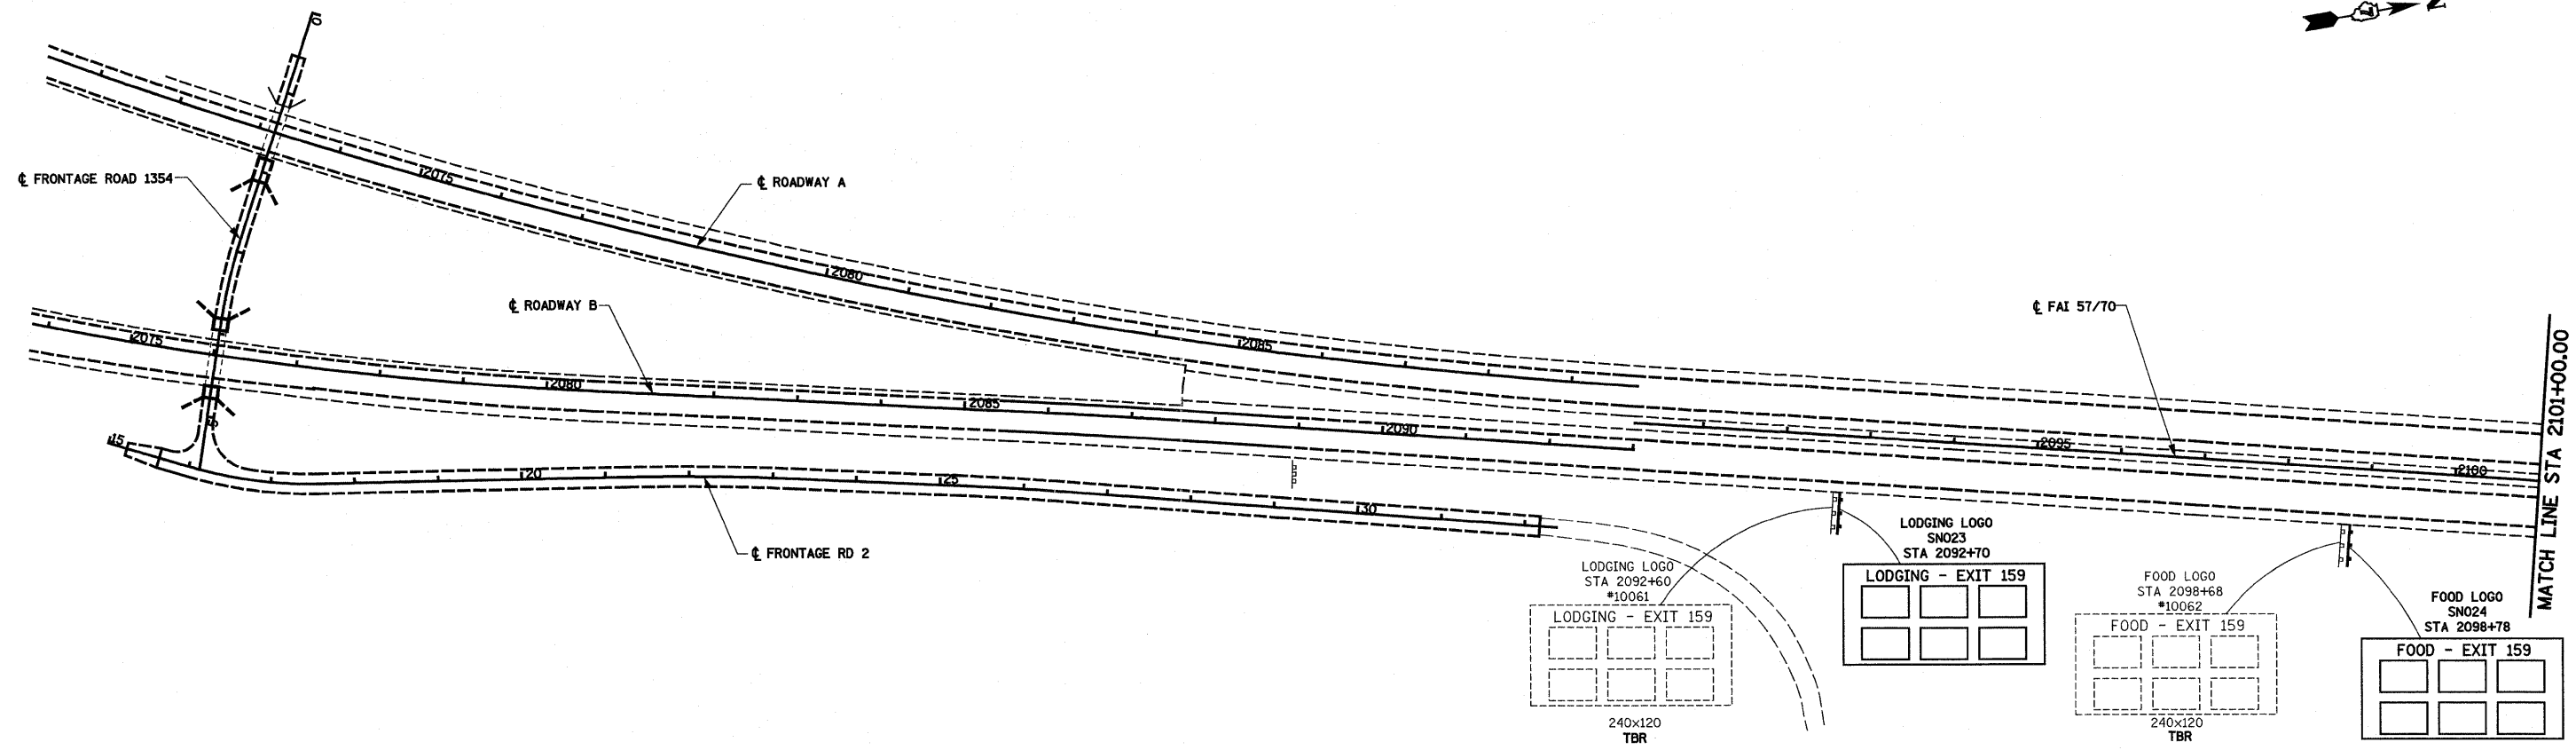 0
N
℄ FRONTAGE ROAD 1354
2075
℄ ROADWAY A
2080
2085
℄ ROADWAY B
℄ FAI 57/70
2075
2080
2085
2090
2095
2100
MATCH LINE STA 2101+00.00
5
15
20
25
30
℄ FRONTAGE RD 2
LODGING LOGO
SN023
STA 2092+70
LODGING - EXIT 159
LODGING LOGO
STA 2092+60
#10061
LODGING - EXIT 159
240x120
TBR
FOOD LOGO
STA 2098+68
#10062
FOOD - EXIT 159
240x120
TBR
FOOD LOGO
SN024
STA 2098+78
FOOD - EXIT 159